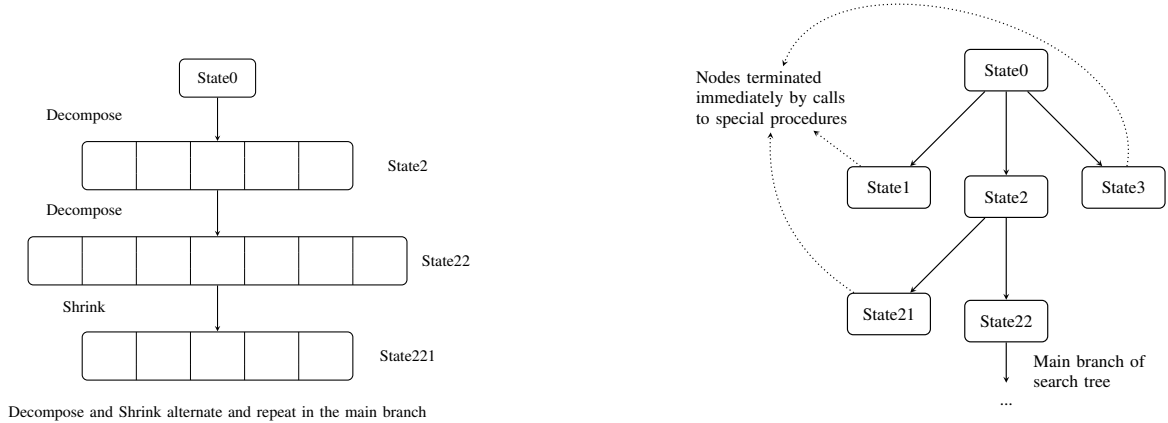 State0
Decompose
State2
Decompose
State22
Shrink
State221
Decompose and Shrink alternate and repeat in the main branch
Nodes terminated
immediately by calls
to special procedures
State0
State1
State2
State3
State21
State22
Main branch of
search tree
...